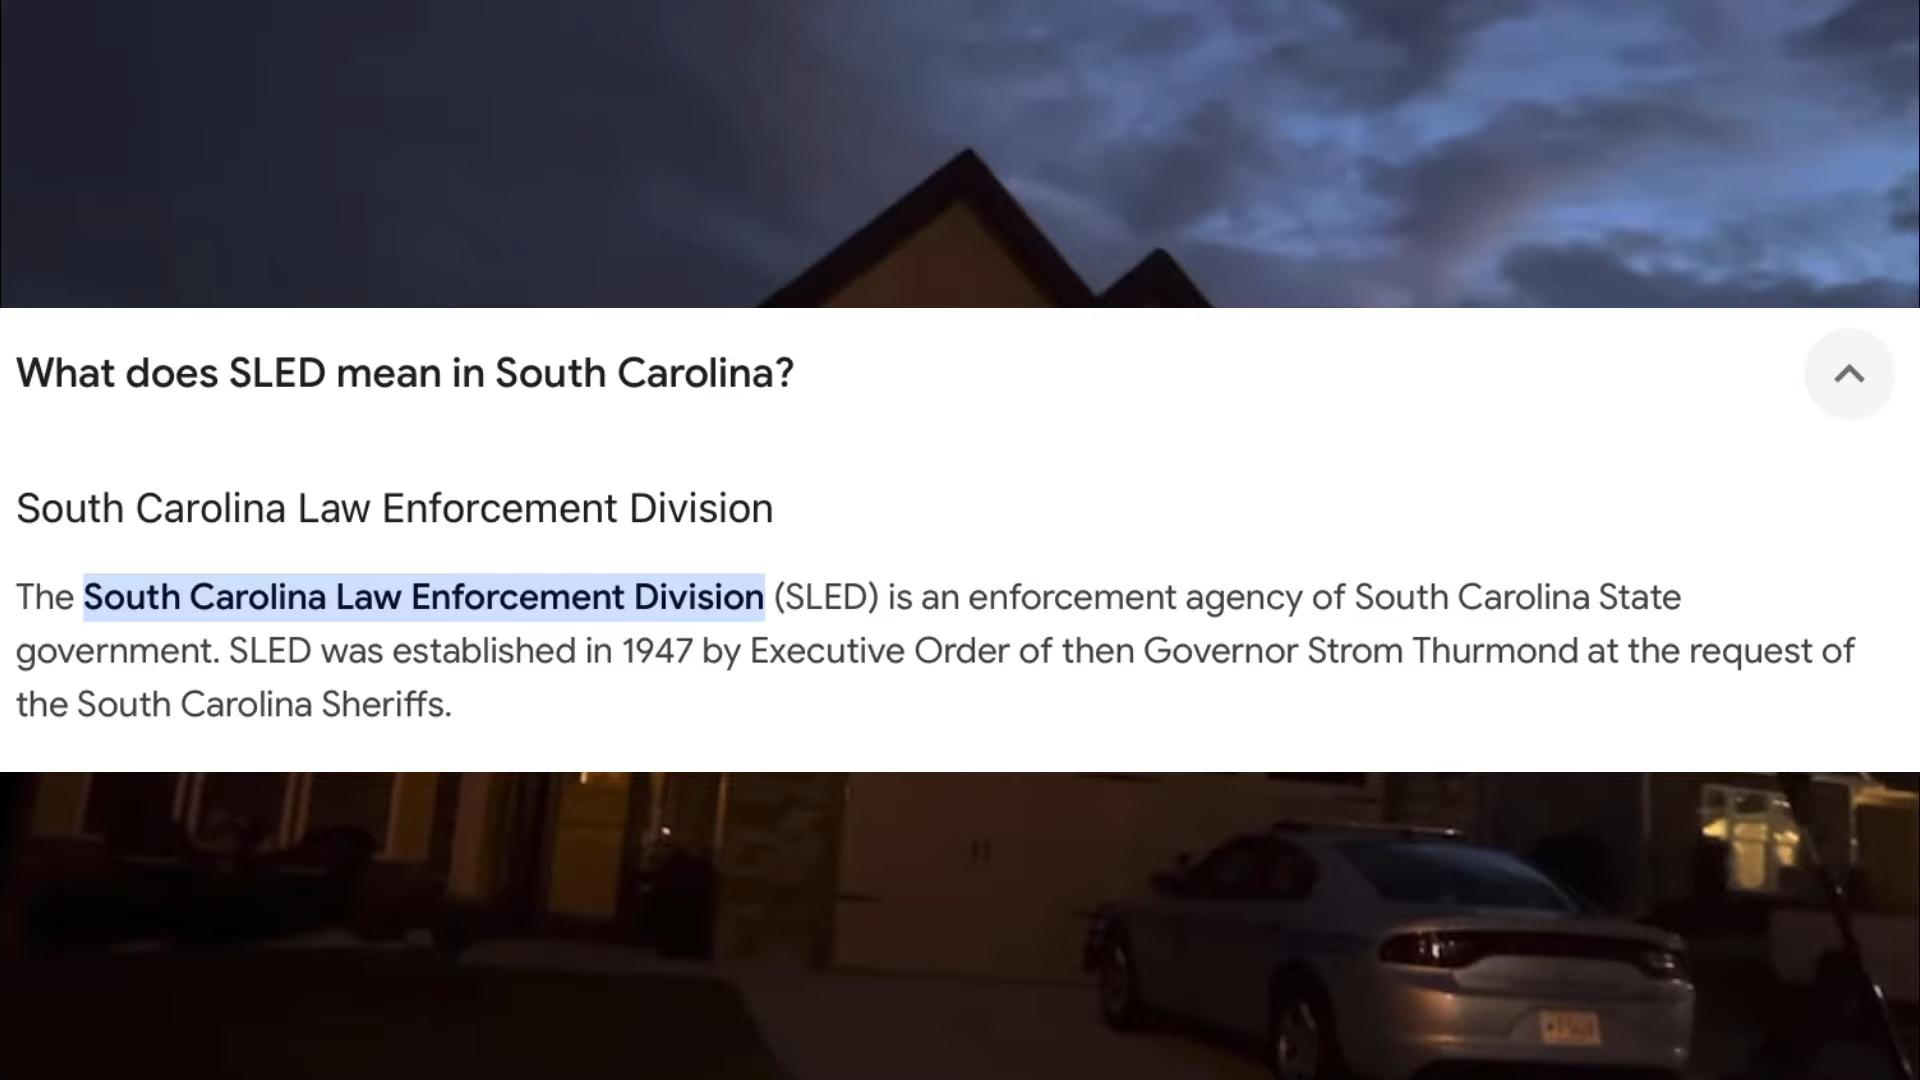 What does SLED mean in South Carolina?
South Carolina Law Enforcement Division
The South Carolina Law Enforcement Division (SLED) is an enforcement agency of South Carolina State
government. SLED was established in 1947 by Executive Order of then Governor Strom Thurmond at the request of
the South Carolina Sheriffs.